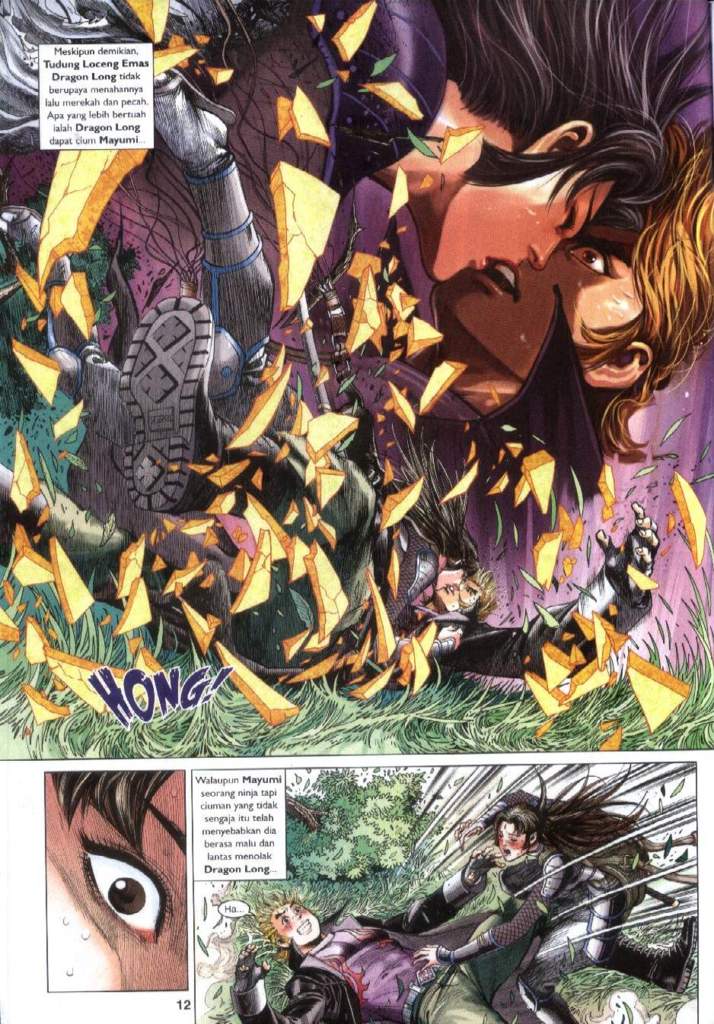 Meskipun demikian,
Tudung Loceng Emas
Dragon Long tidak
berupaya menahannya
lalu merekah dan pecah.
Apa yang lebih bertuah
ialah Dragon Long
dapat cium Mayumi...
HONG!
Walaupun Mayumi
seorang ninja tapi
ciuman yang tidak
sengaja itu telah
menyebabkan dia
berasa malu dan
lantas menolak
Dragon Long...
Ha...
12